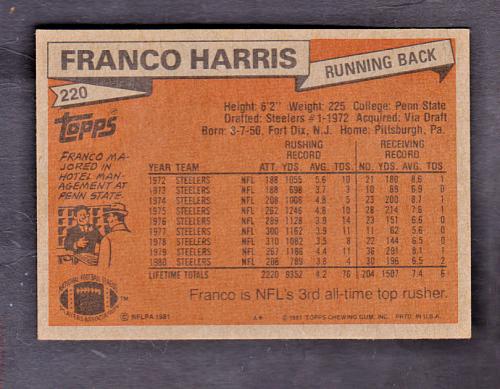 FRANCO HARRIS
RUNNING BACK
220
Topps
Height: 6'2" Weight: 225 College: Penn State
Drafted: Steelers #1-1972 Acquired: Via Draft
Born: 3-7-50, Fort Dix, N.J. Home: Pittsburgh, Pa.
FRANCO MA-
JORED IN
HOTEL MAN-
AGEMENT AT
PENN STATE.
RUSHING RECORD RECEIVING RECORD
YEAR TEAM ATT. YDS. AVG. TDS NO. YDS. AVG. TDS
1972 STEELERS NFL 188 1055 5.6 10 21 180 8.6 1
1973 STEELERS NFL 188 698 3.7 3 10 69 6.9 0
1974 STEELERS NFL 208 1006 4.8 5 23 200 8.7 1
1975 STEELERS NFL 262 1246 4.8 10 28 214 7.6
1976 STEELERS NFL 289 1128 3.9 23 151 6.6 0
1977 STEELERS NFL 300 1162 3.9 11 11 62 5.6 0
1978 STEELERS NFL 310 1082 3.5 8 22 144 6.5 0
1979 STEELERS NFL 267 1186 4.4 11 36 291 8.1 1
1980 STEELERS NFL 208 789 3.8 4 30 196 6.5 2
LIFETIME TOTALS 2220 9352 4.2 76 204 1507 7.4 6
Franco is NFL's 3rd all-time top rusher.
NATIONAL FOOTBALL LEAGUE
PLAYERS
TM
© NFLPA 1981
© 1981 TOPPS CHEWING GUM, INC. PRTD. IN U.S.A.